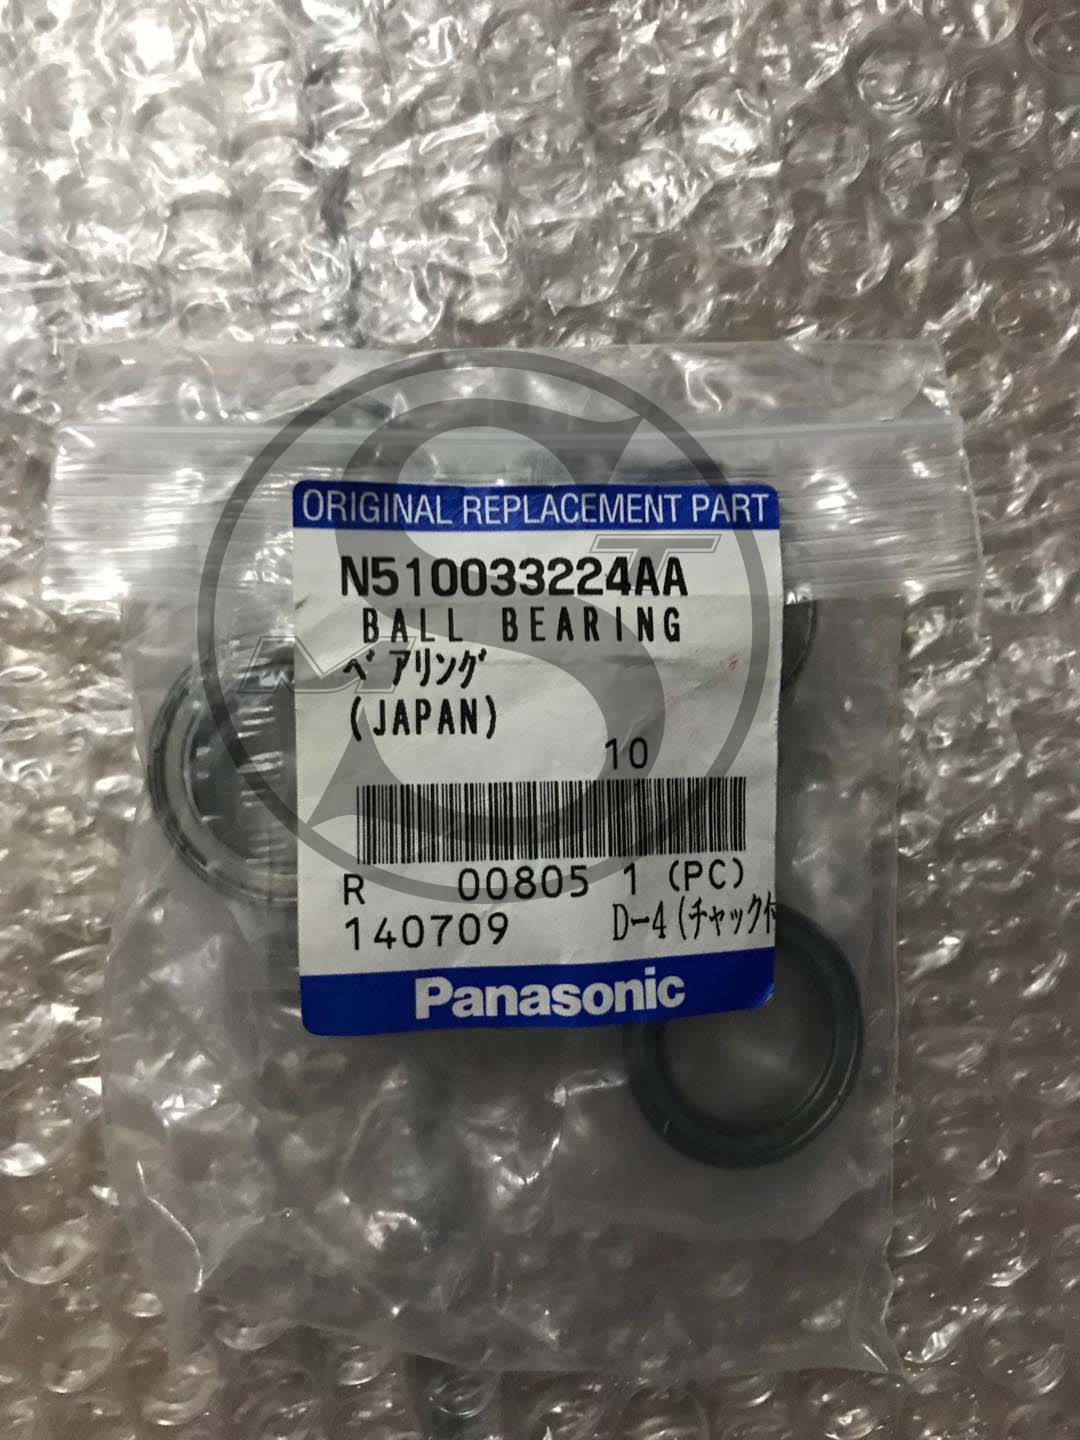 ORIGINAL REPLACEMENT PART
N510033224AA
BALL BEARING
ベアリング
(JAPAN)
10
R 00805 1 (PC)
140709 D-4(チャック付
Panasonic
M S T